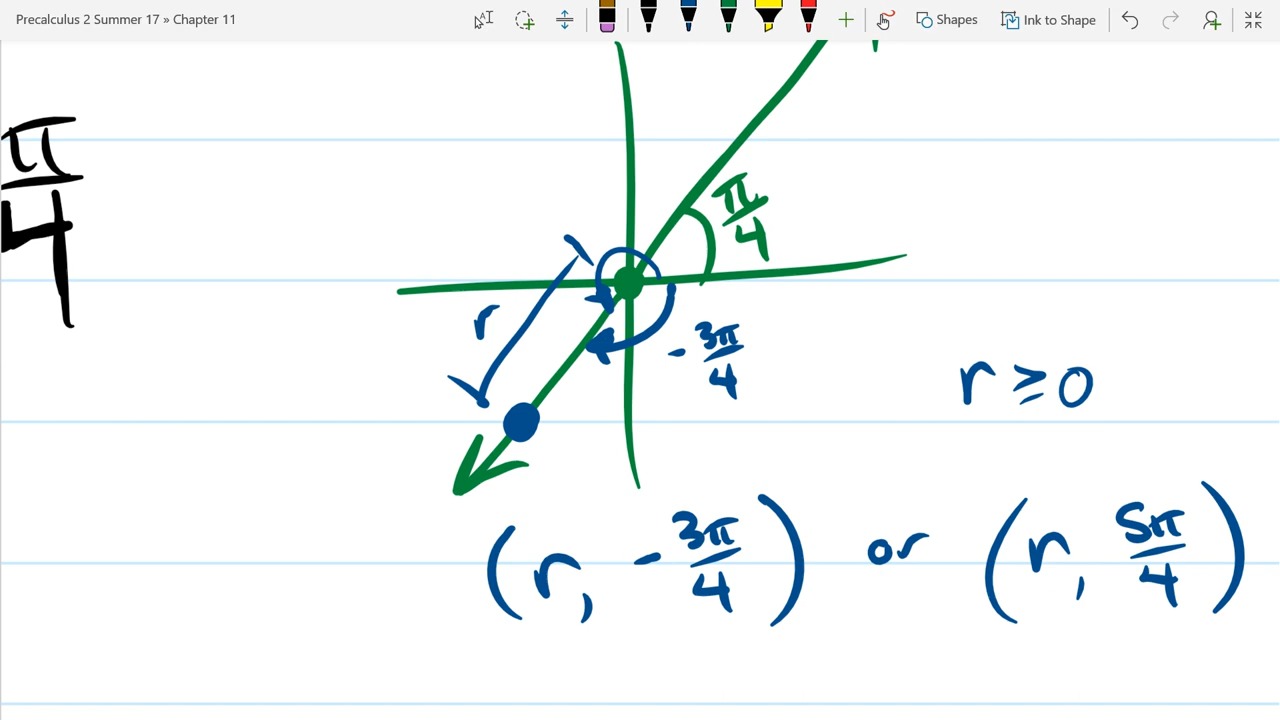 Precalculus 2 Summer 17 » Chapter 11
Shapes
Ink to Shape
π/4
π/4
r
- 3π/4
r ≥ 0
(r, - 3π/4) or (r, 5π/4)